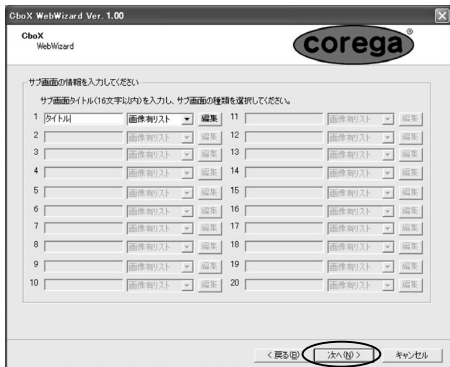 CboX WebWizard Ver. 1.00
CboX
WebWizard
corega
サブ画面の情報を入力してください
サブ画面タイトル(16文字以内)を入力し、サブ画面の種類を選択してください。
1 タイトル 画像有リスト 編集 11 画像有リスト 編集
2 画像有リスト 編集 12 画像有リスト 編集
3 画像有リスト 編集 13 画像有リスト 編集
4 画像有リスト 編集 14 画像有リスト 編集
5 画像有リスト 編集 15 画像有リスト 編集
6 画像有リスト 編集 16 画像有リスト 編集
7 画像有リスト 編集 17 画像有リスト 編集
8 画像有リスト 編集 18 画像有リスト 編集
9 画像有リスト 編集 19 画像有リスト 編集
10 画像有リスト 編集 20 画像有リスト 編集
< 戻る(B) 次へ(N) > キャンセル